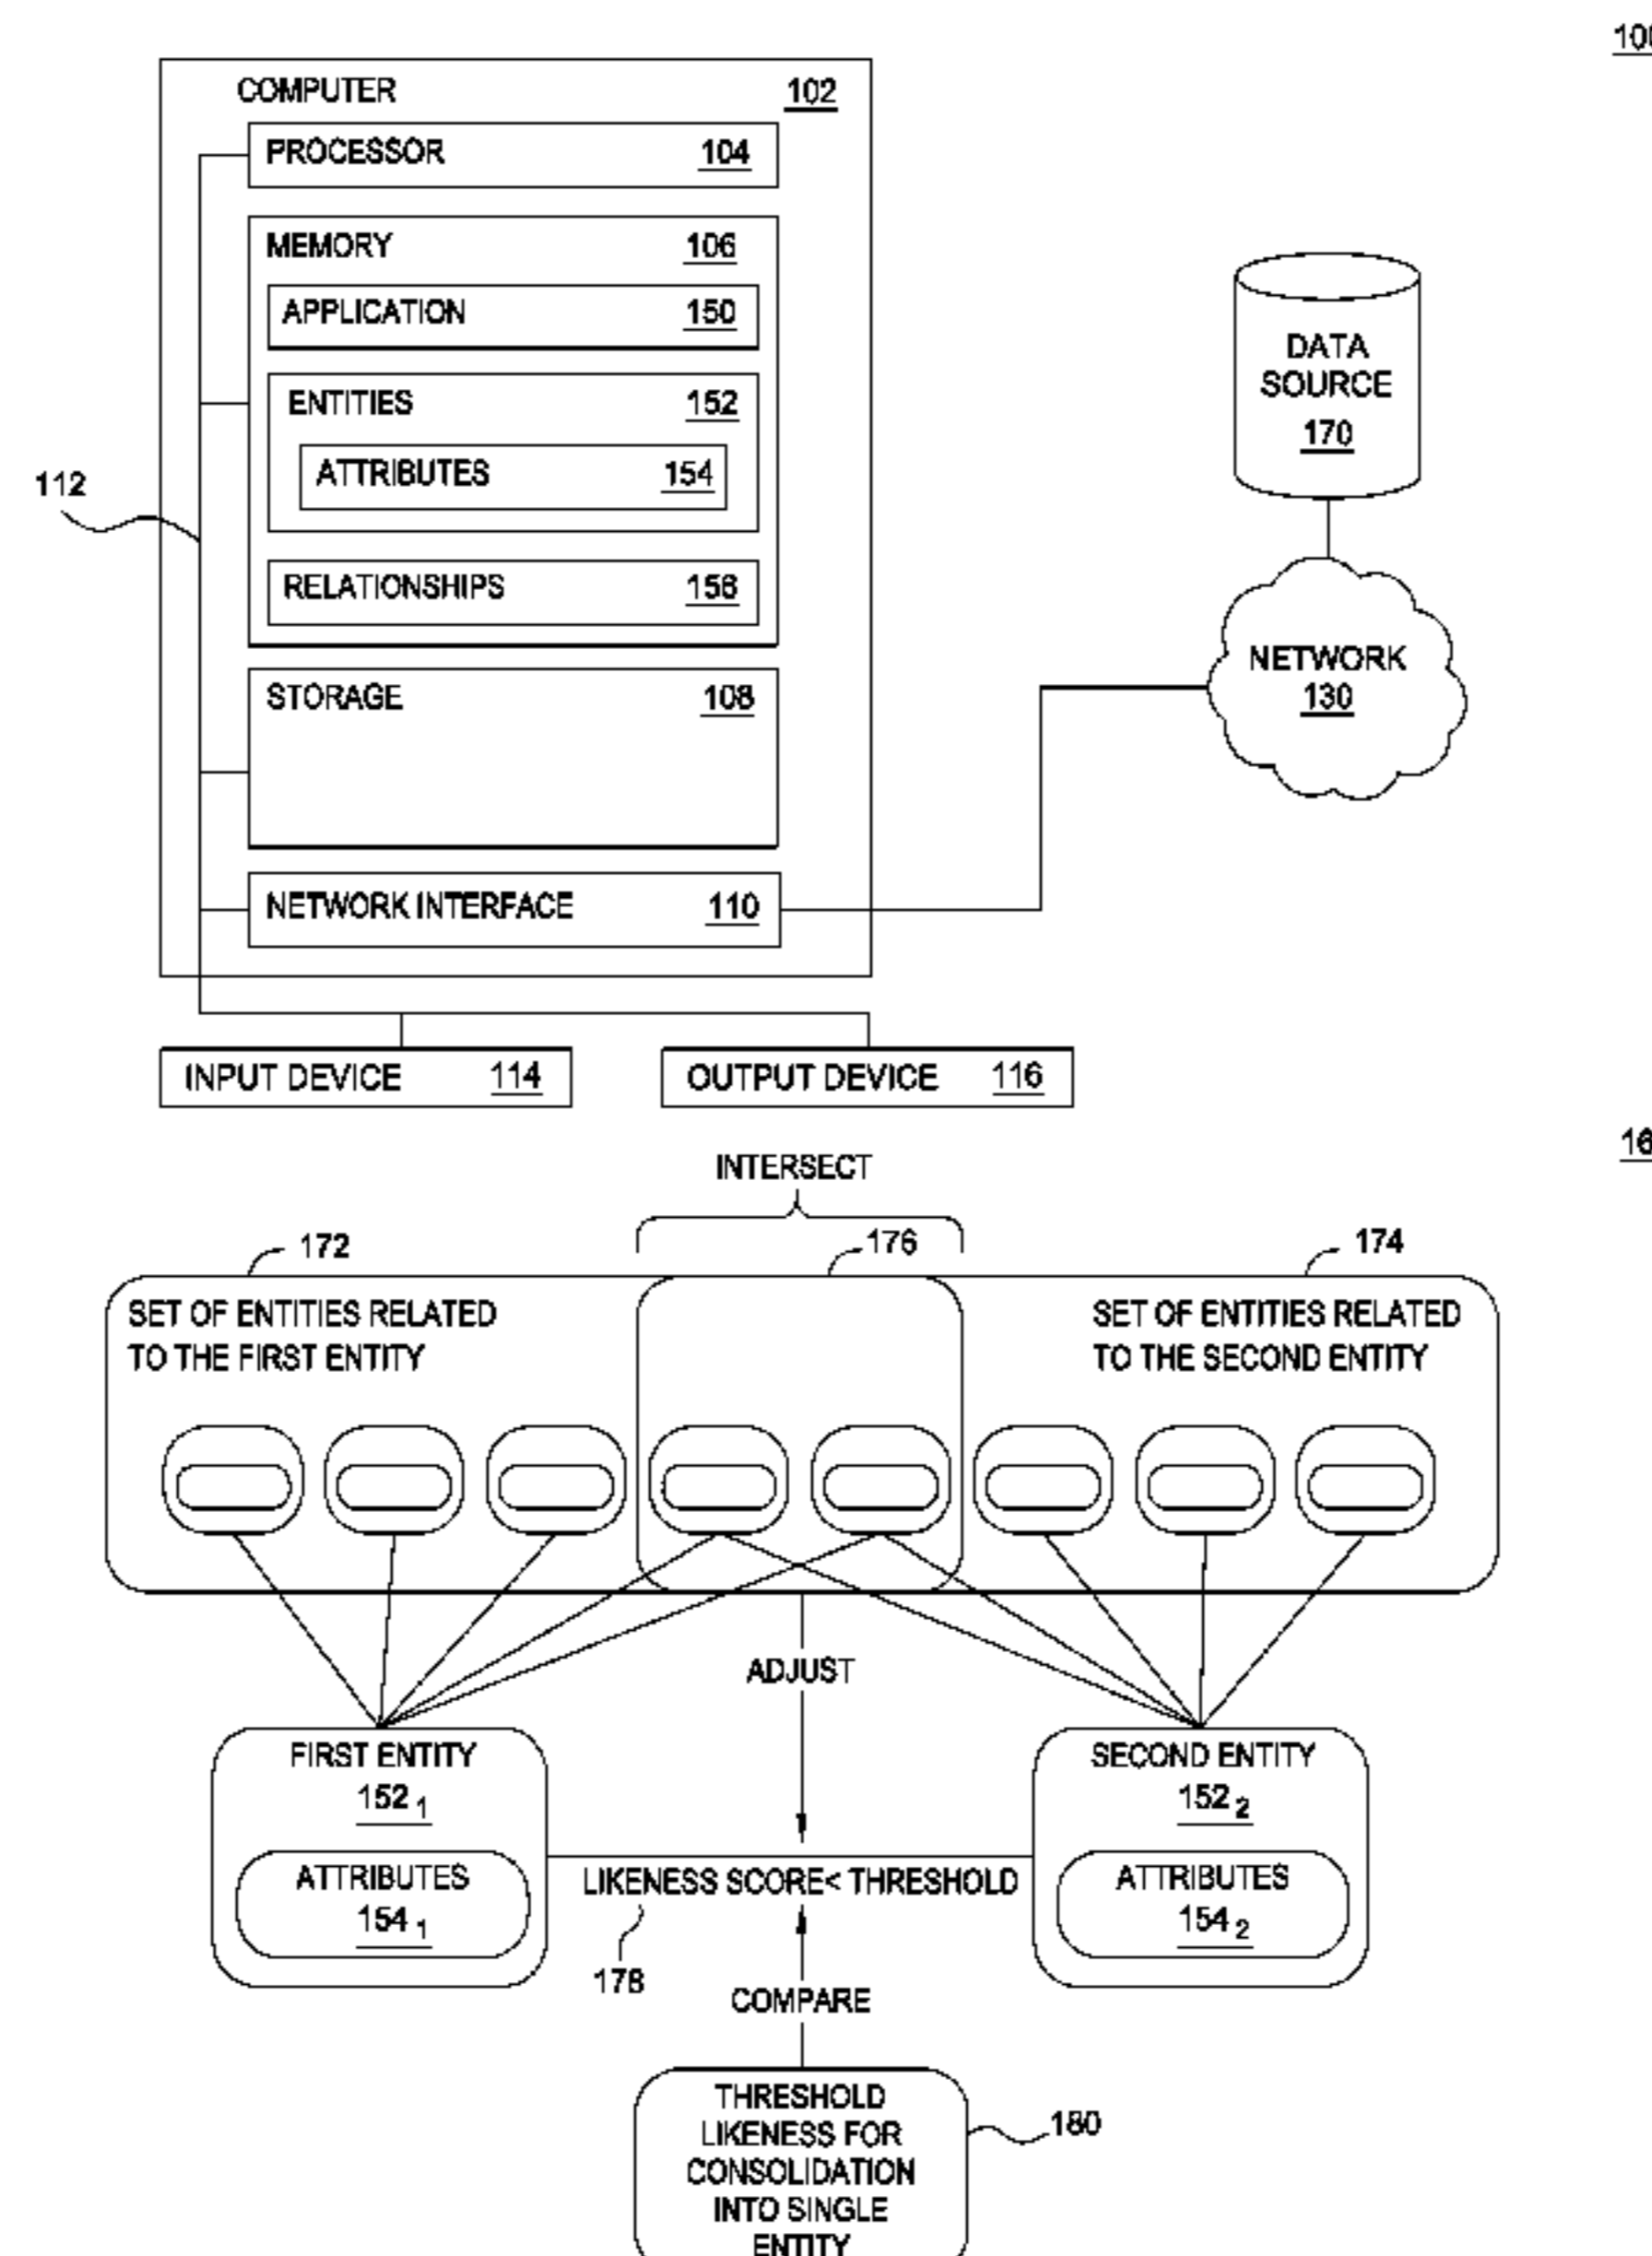 100
COMPUTER 102
PROCESSOR 104
MEMORY 106
APPLICATION 150
ENTITIES 152
ATTRIBUTES 154
RELATIONSHIPS 156
STORAGE 108
NETWORK INTERFACE 110
112
DATA
SOURCE
170
NETWORK
130
INPUT DEVICE 114
OUTPUT DEVICE 116
16
INTERSECT
172
176
174
SET OF ENTITIES RELATED
TO THE FIRST ENTITY
SET OF ENTITIES RELATED
TO THE SECOND ENTITY
ADJUST
FIRST ENTITY
152 1
ATTRIBUTES
154 1
SECOND ENTITY
152 2
ATTRIBUTES
154 2
LIKENESS SCORE< THRESHOLD
178
COMPARE
THRESHOLD
LIKENESS FOR
CONSOLIDATION
INTO SINGLE
ENTITY
180